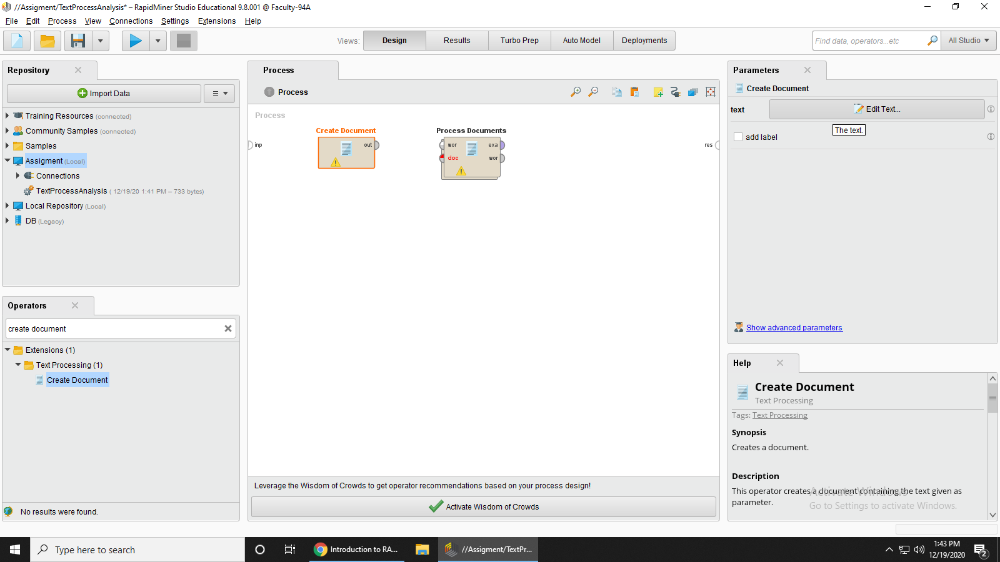 //Assigment/TextProcessAnalysis* – RapidMiner Studio Educational 9.8.001 @ Faculty-94A
File Edit Process View Connections Settings Extensions Help
Views: Design Results Turbo Prep Auto Model Deployments
Find data, operators...etc
All Studio
Repository
Import Data
Training Resources (connected)
Community Samples (connected)
Samples
Assigment (Local)
Connections
TextProcessAnalysis ( 12/19/20 1:41 PM – 733 bytes)
Local Repository (Local)
DB (Legacy)
Operators
create document
Extensions (1)
Text Processing (1)
Create Document
No results were found.
Process
Process
Process
inp
Create Document
out
Process Documents
wor exa
doc wor
res
Leverage the Wisdom of Crowds to get operator recommendations based on your process design!
Activate Wisdom of Crowds
Parameters
Create Document
text
Edit Text...
The text.
add label
Show advanced parameters
Help
Create Document
Text Processing
Tags: Text Processing
Synopsis
Creates a document.
Description
This operator creates a document containing the text given as
parameter.
Activate Windows
Go to Settings to activate Windows.
Type here to search
Introduction to RA...
//Assigment/TextPr...
1:43 PM
12/19/2020
2